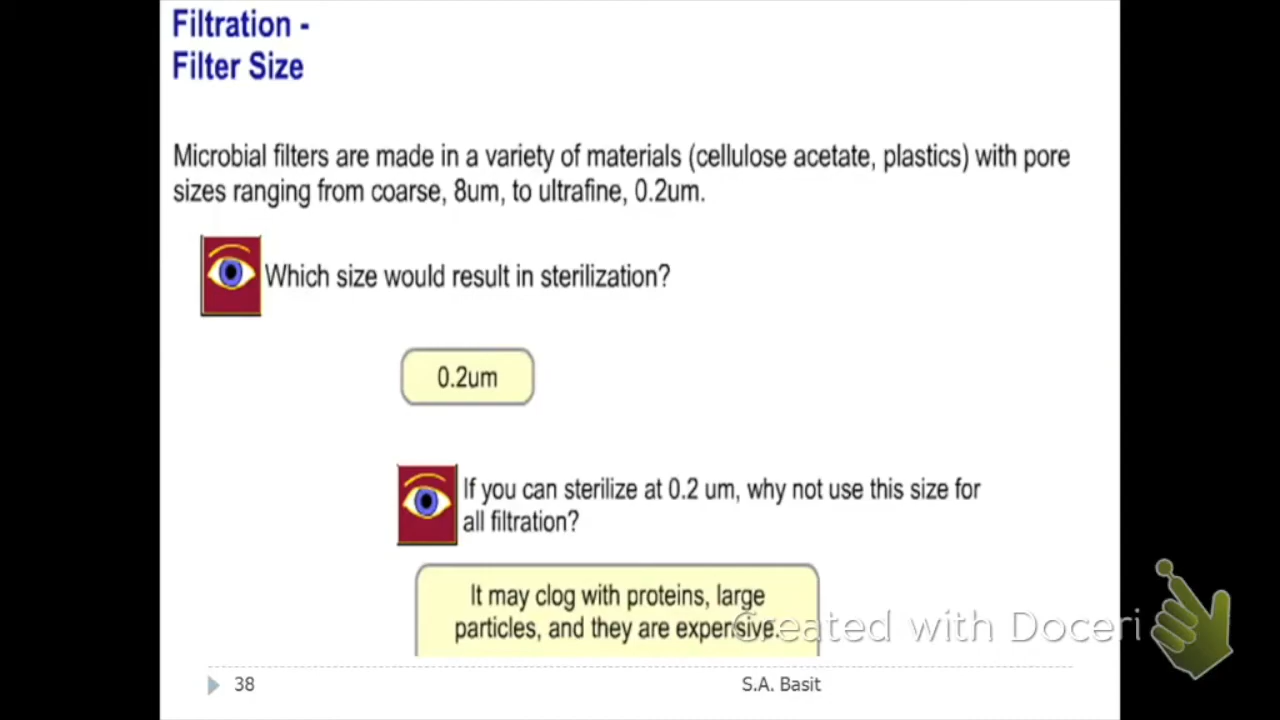 Filtration -
Filter Size
Microbial filters are made in a variety of materials (cellulose acetate, plastics) with pore
sizes ranging from coarse, 8um, to ultrafine, 0.2um.
Which size would result in sterilization?
0.2um
If you can sterilize at 0.2 um, why not use this size for
all filtration?
It may clog with proteins, large
particles, and they are expensive.
Created with Doceri
38
S.A. Basit